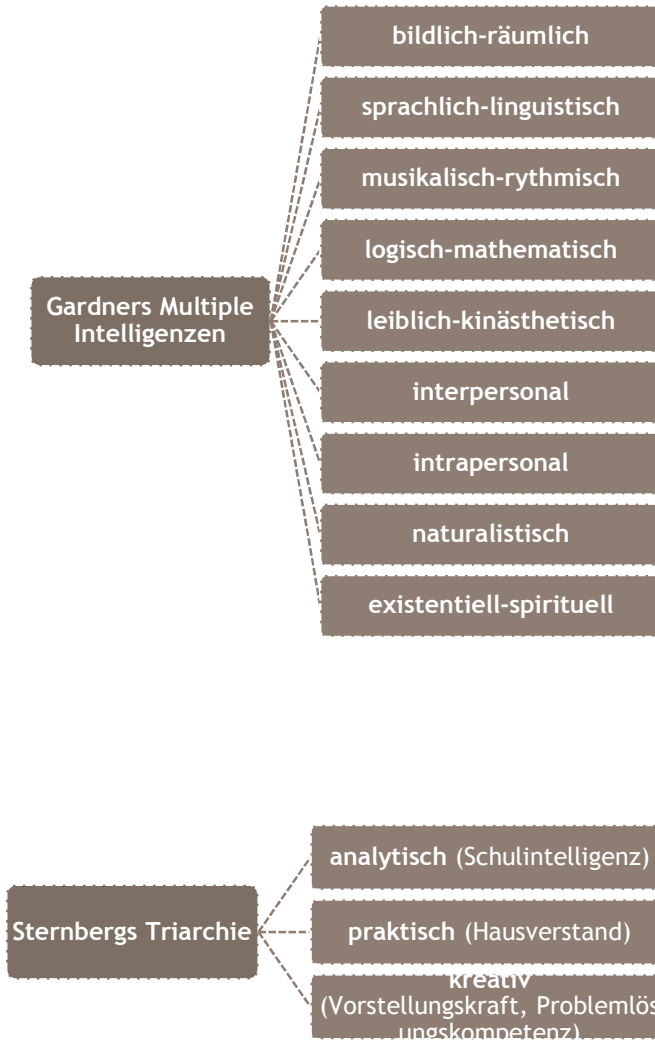 bildlich-räumlich
sprachlich-linguistisch
musikalisch-rythmisch
logisch-mathematisch
Gardners Multiple
Intelligenzen
leiblich-kinästhetisch
interpersonal
intrapersonal
naturalistisch
existentiell-spirituell
analytisch (Schulintelligenz)
Sternbergs Triarchie
praktisch (Hausverstand)
kreativ
(Vorstellungskraft, Problemlös
ungskompetenz)